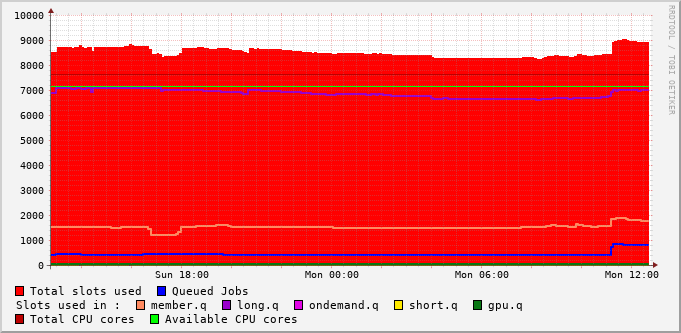 RRDTOOL / TOBI OETIKER
10000
9000
8000
7000
6000
5000
4000
3000
2000
1000
0
Sun 18:00 Mon 00:00 Mon 06:00 Mon 12:00
Total slots used Queued Jobs
Slots used in : member.q long.q ondemand.q short.q gpu.q
Total CPU cores Available CPU cores